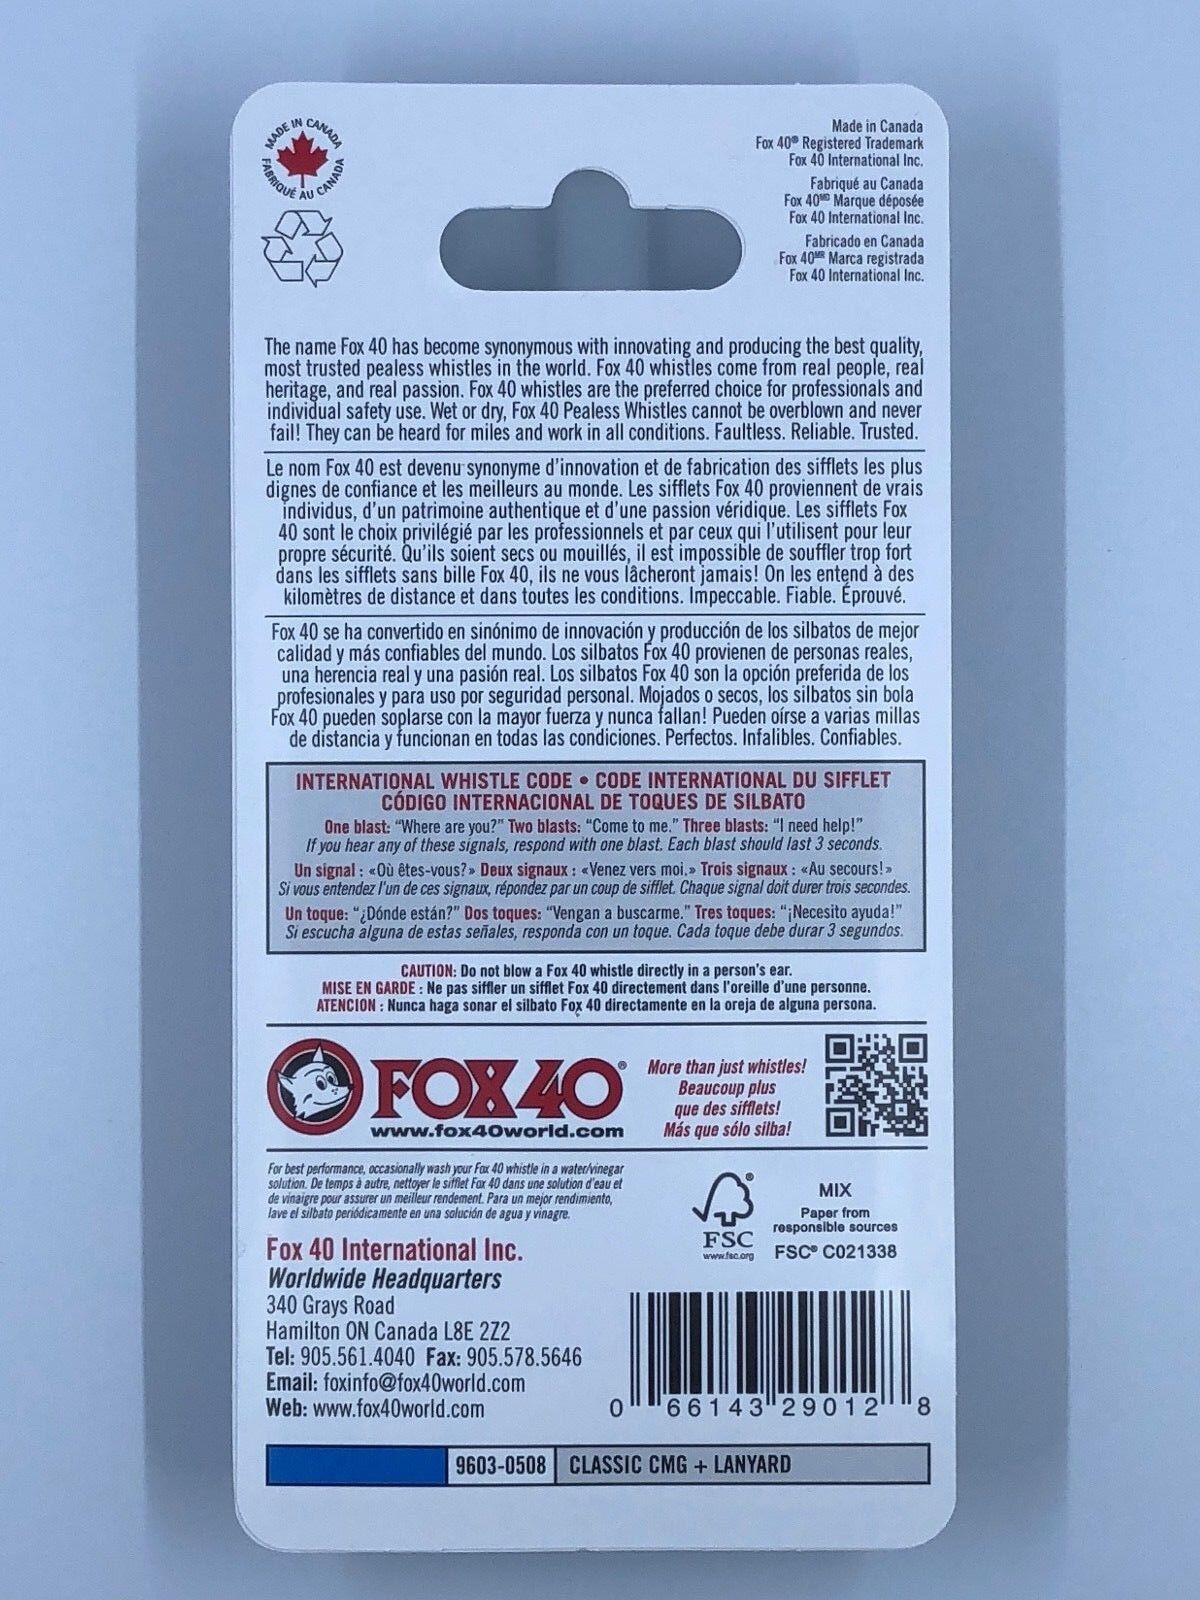 MADE IN CANADA
FABRIQUÉ AU CANADA
Made in Canada
Fox 40® Registered Trademark
Fox 40 International Inc.
Fabriqué au Canada
Fox 40ᴹᴰ Marque déposée
Fox 40 International Inc.
Fabricado en Canada
Fox 40ᴹᴿ Marca registrada
Fox 40 International Inc.
The name Fox 40 has become synonymous with innovating and producing the best quality,
most trusted pealess whistles in the world. Fox 40 whistles come from real people, real
heritage, and real passion. Fox 40 whistles are the preferred choice for professionals and
individual safety use. Wet or dry, Fox 40 Pealess Whistles cannot be overblown and never
fail! They can be heard for miles and work in all conditions. Faultless. Reliable. Trusted.
Le nom Fox 40 est devenu synonyme d'innovation et de fabrication des sifflets les plus
dignes de confiance et les meilleurs au monde. Les sifflets Fox 40 proviennent de vrais
individus, d'un patrimoine authentique et d'une passion véridique. Les sifflets Fox
40 sont le choix privilégié par les professionnels et par ceux qui l'utilisent pour leur
propre sécurité. Qu'ils soient secs ou mouillés, il est impossible de souffler trop fort
dans les sifflets sans bille Fox 40, ils ne vous lâcheront jamais! On les entend à des
kilomètres de distance et dans toutes les conditions. Impeccable. Fiable. Éprouvé.
Fox 40 se ha convertido en sinónimo de innovación y producción de los silbatos de mejor
calidad y más confiables del mundo. Los silbatos Fox 40 provienen de personas reales,
una herencia real y una pasión real. Los silbatos Fox 40 son la opción preferida de los
profesionales y para uso por seguridad personal. Mojados o secos, los silbatos sin bola
Fox 40 pueden soplarse con la mayor fuerza y nunca fallan! Pueden oírse a varias millas
de distancia y funcionan en todas las condiciones. Perfectos. Infalibles. Confiables.
INTERNATIONAL WHISTLE CODE • CODE INTERNATIONAL DU SIFFLET
CÓDIGO INTERNACIONAL DE TOQUES DE SILBATO
One blast: "Where are you?" Two blasts: "Come to me." Three blasts: "I need help!"
If you hear any of these signals, respond with one blast. Each blast should last 3 seconds.
Un signal : «Où êtes-vous?» Deux signaux : «Venez vers moi.» Trois signaux : «Au secours!»
Si vous entendez l'un de ces signaux, répondez par un coup de sifflet. Chaque signal doit durer trois secondes.
Un toque: "¿Dónde están?" Dos toques: "Vengan a buscarme." Tres toques: "¡Necesito ayuda!"
Si escucha alguna de estas señales, responda con un toque. Cada toque debe durar 3 segundos.
CAUTION: Do not blow a Fox 40 whistle directly in a person's ear.
MISE EN GARDE : Ne pas siffler un sifflet Fox 40 directement dans l'oreille d'une personne.
ATENCION : Nunca haga sonar el silbato Fox 40 directamente en la oreja de alguna persona.
FOX 40®
www.fox40world.com
More than just whistles!
Beaucoup plus
que des sifflets!
Más que sólo silba!
For best performance, occasionally wash your Fox 40 whistle in a water/vinegar
solution. De temps à autre, nettoyer le sifflet Fox 40 dans une solution d'eau et
de vinaigre pour assurer un meilleur rendement. Para un mejor rendimiento,
lave el silbato periódicamente en una solución de agua y vinagre.
FSC
www.fsc.org
MIX
Paper from
responsible sources
FSC® C021338
Fox 40 International Inc.
Worldwide Headquarters
340 Grays Road
Hamilton ON Canada L8E 2Z2
Tel: 905.561.4040 Fax: 905.578.5646
Email: foxinfo@fox40world.com
Web: www.fox40world.com
0 66143 29012 8
9603-0508 CLASSIC CMG + LANYARD